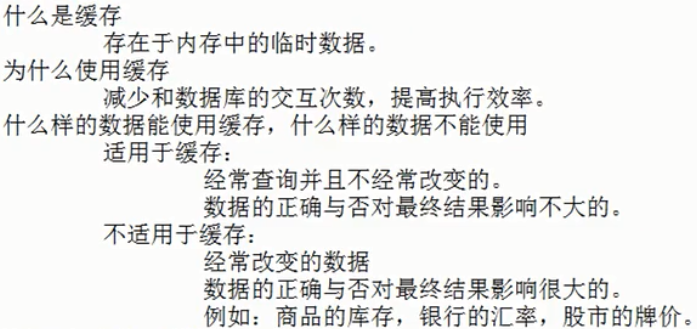 什么是缓存
存在于内存中的临时数据。
为什么使用缓存
减少和数据库的交互次数，提高执行效率。
什么样的数据能使用缓存，什么样的数据不能使用
适用于缓存：
经常查询并且不经常改变的。
数据的正确与否对最终结果影响不大的。
不适用于缓存：
经常改变的数据
数据的正确与否对最终结果影响很大的。
例如：商品的库存，银行的汇率，股市的牌价。